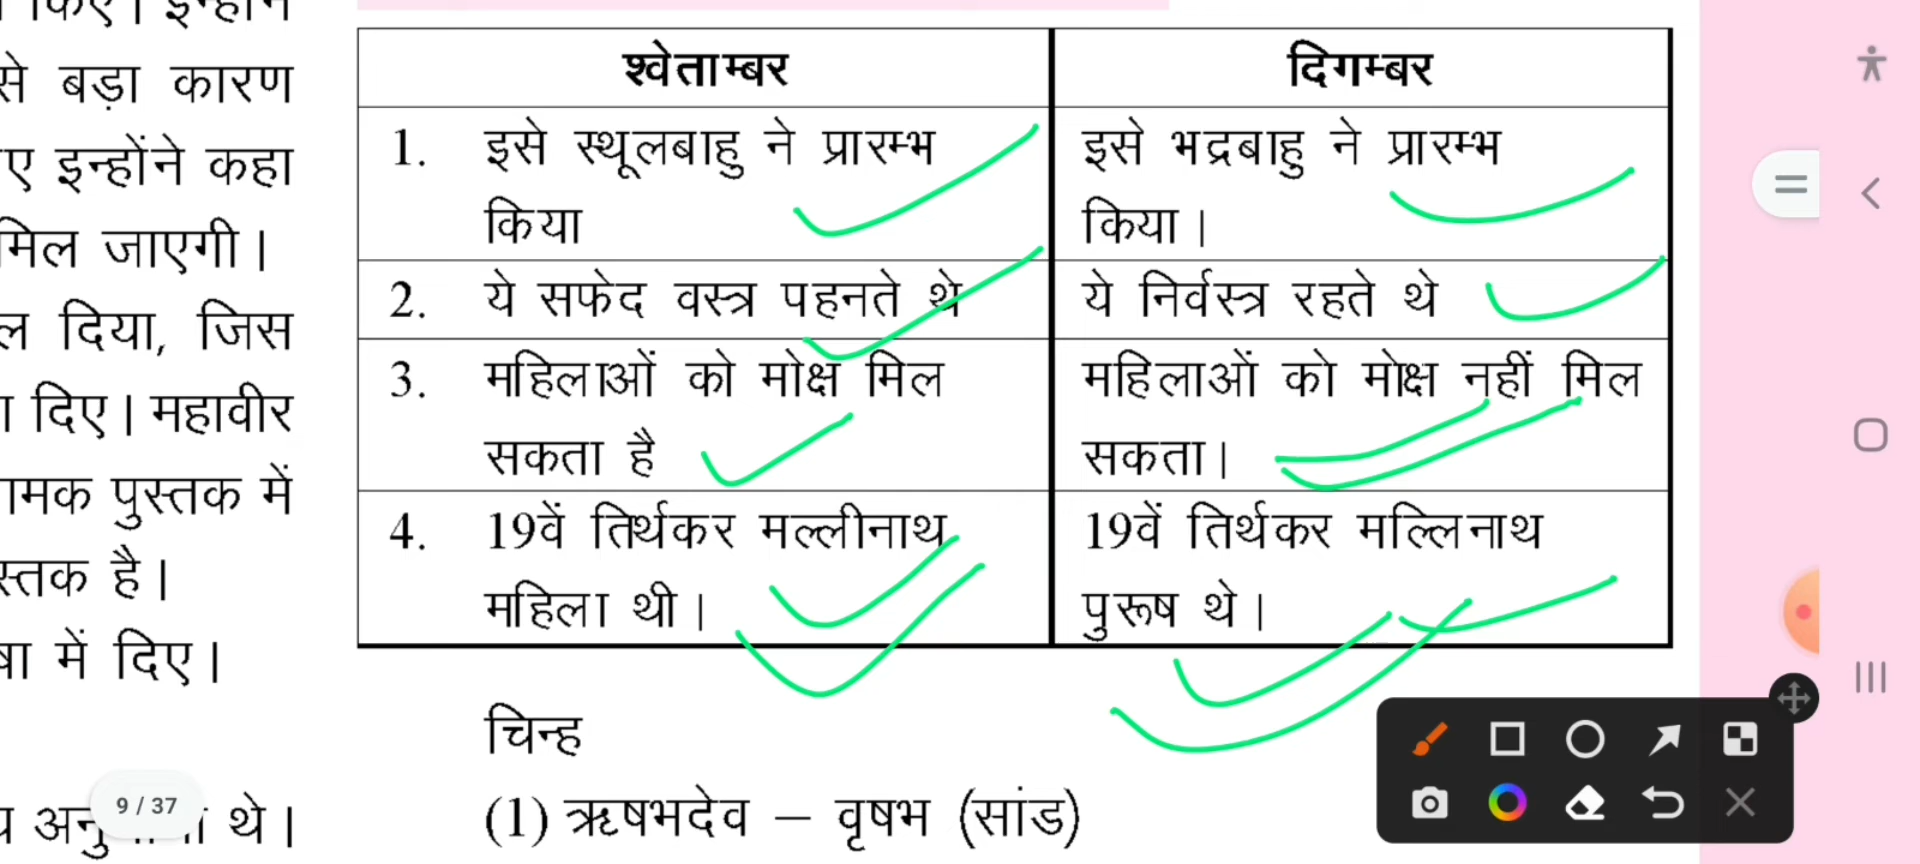 से बड़ा कारण
ए इन्होंने कहा
मिल जाएगी।
ल दिया, जिस
दिए। महावीर
पुस्तक में
है।
में दिए।
थे।
श्वेताम्बर दिगम्बर
1. इसे स्थूलबाहु ने प्रारम्भ
किया
इसे भद्रबाहु ने प्रारम्भ
किया।
2. ये सफेद वस्त्र पहनते थे
ये निर्वस्त्र रहते थे
3. महिलाओं को मोक्ष मिल
सकता है
महिलाओं को मोक्ष नहीं मिल
सकता।
4. 19वें तिर्थकर मल्लीनाथ
महिला थी।
19वें तिर्थकर मल्लिनाथ
पुरूष थे।
चिन्ह
(1) ऋषभदेव – वृषभ (सांड)
9 / 37